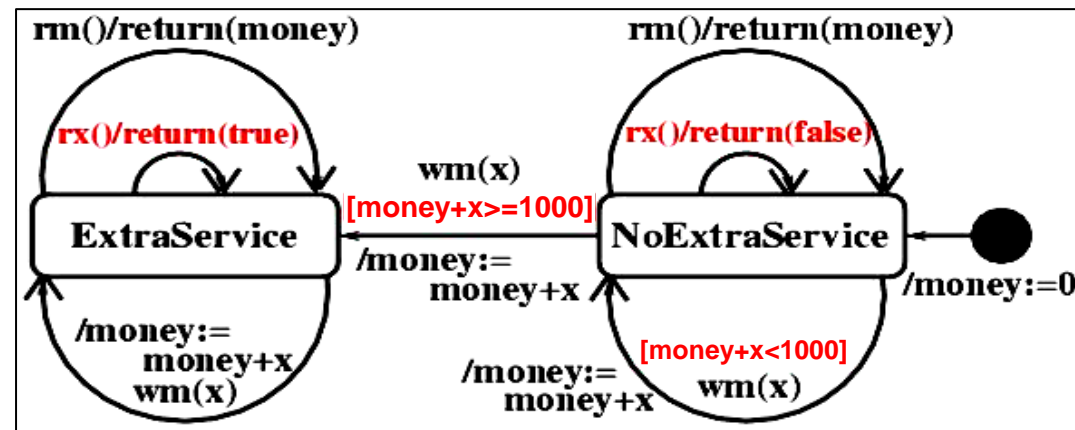 rm()/return(money)
rm()/return(money)
rx()/return(true)
rx()/return(false)
wm(x)
[money+x>=1000]
ExtraService
NoExtraService
/money:=
money+x
/money:=0
/money:=
money+x
wm(x)
[money+x<1000]
/money:=
money+x
wm(x)